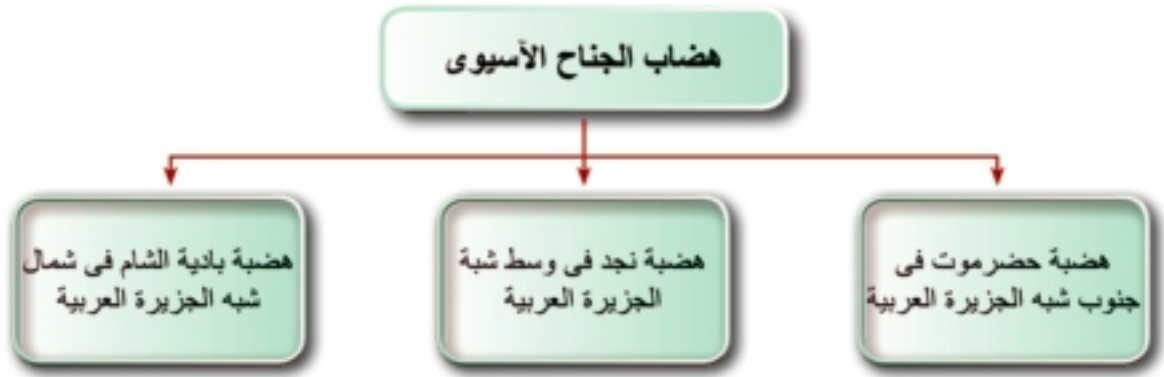 هضاب الجناح الآسيوى
هضبة حضرموت فى
جنوب شبه الجزيرة العربية
هضبة نجد فى وسط شبة
الجزيرة العربية
هضبة بادية الشام فى شمال
شبه الجزيرة العربية